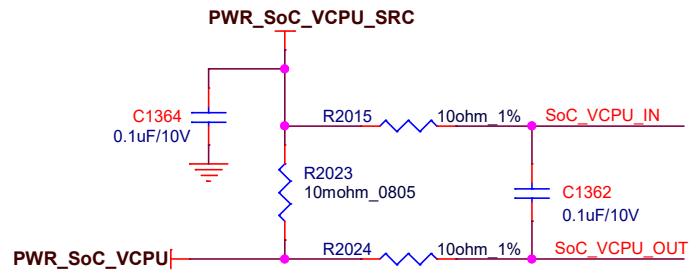 PWR_SoC_VCPU_SRC
C1364
0.1uF/10V
R2015
10ohm_1%
SoC_VCPU_IN
R2023
10mohm_0805
C1362
0.1uF/10V
PWR_SoC_VCPU
R2024
10ohm_1%
SoC_VCPU_OUT